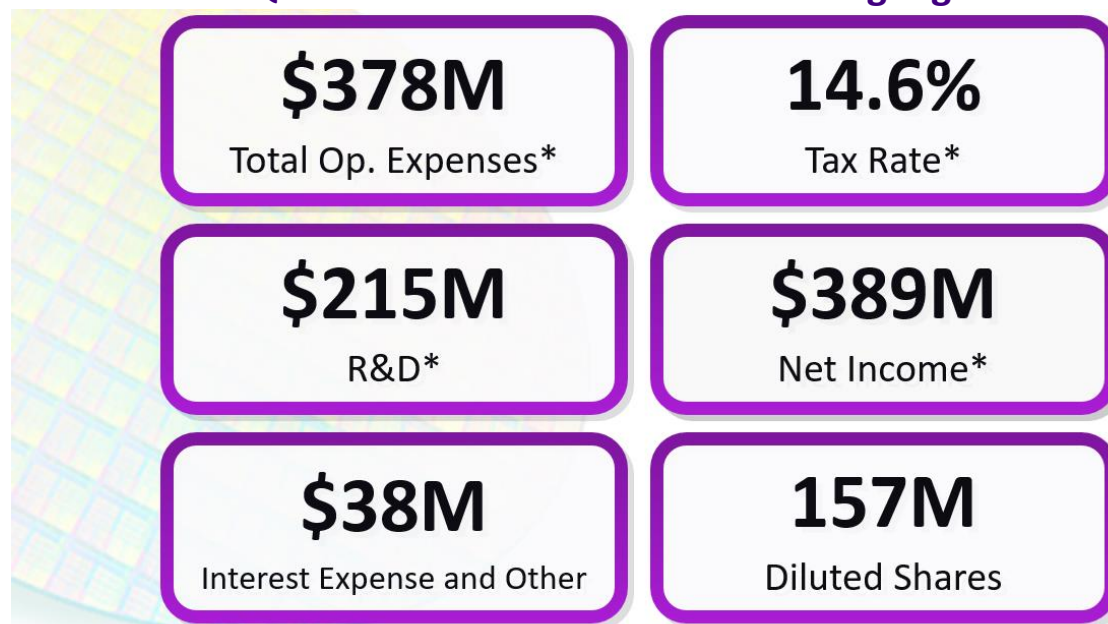 $378M
Total Op. Expenses*
14.6%
Tax Rate*
$215M
R&D*
$389M
Net Income*
$38M
Interest Expense and Other
157M
Diluted Shares